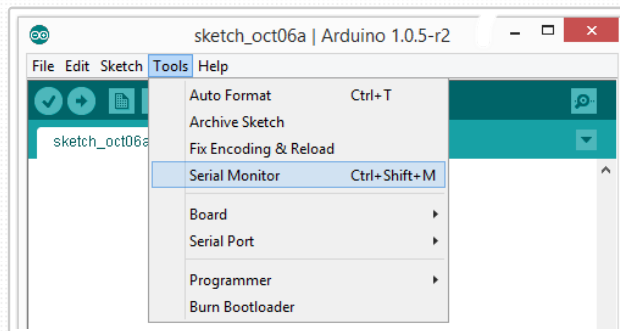 sketch_oct06a | Arduino 1.0.5-r2
File Edit Sketch Tools Help
Auto Format Ctrl+T
Archive Sketch
sketch_oct06a
Fix Encoding & Reload
Serial Monitor Ctrl+Shift+M
Board
Serial Port
Programmer
Burn Bootloader